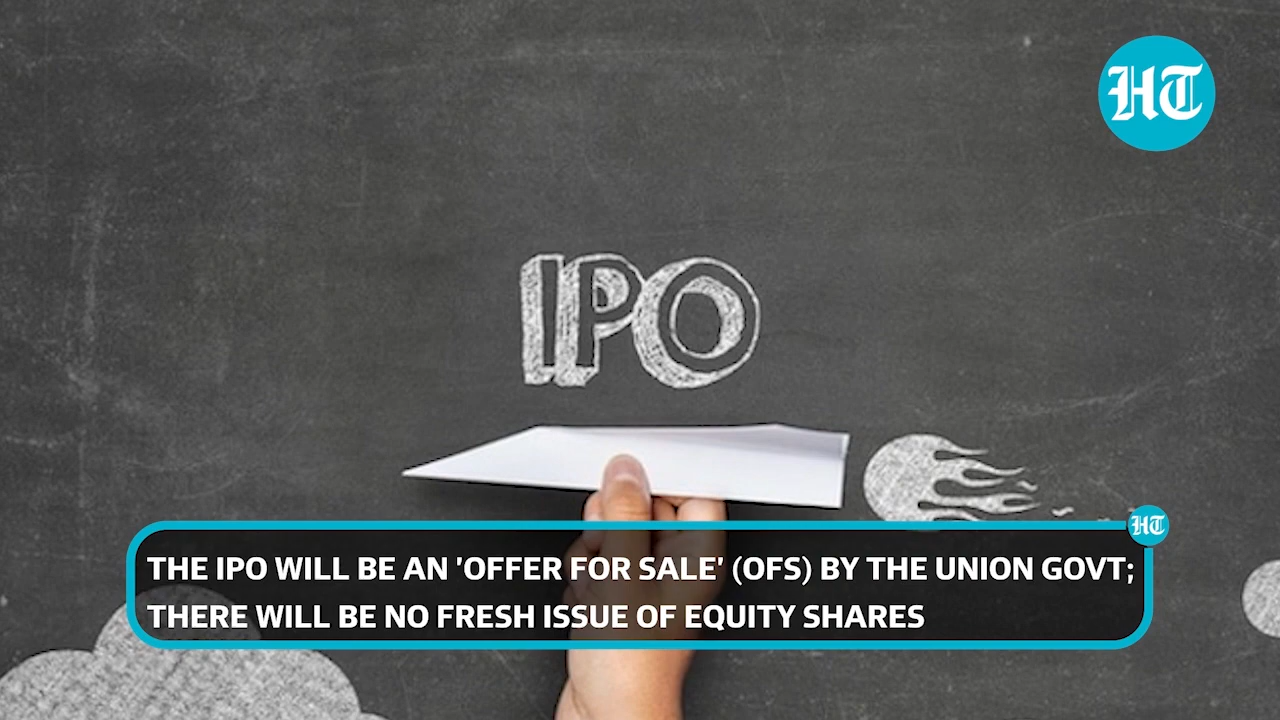 HT
IPO
HT
THE IPO WILL BE AN 'OFFER FOR SALE' (OFS) BY THE UNION GOVT;
THERE WILL BE NO FRESH ISSUE OF EQUITY SHARES